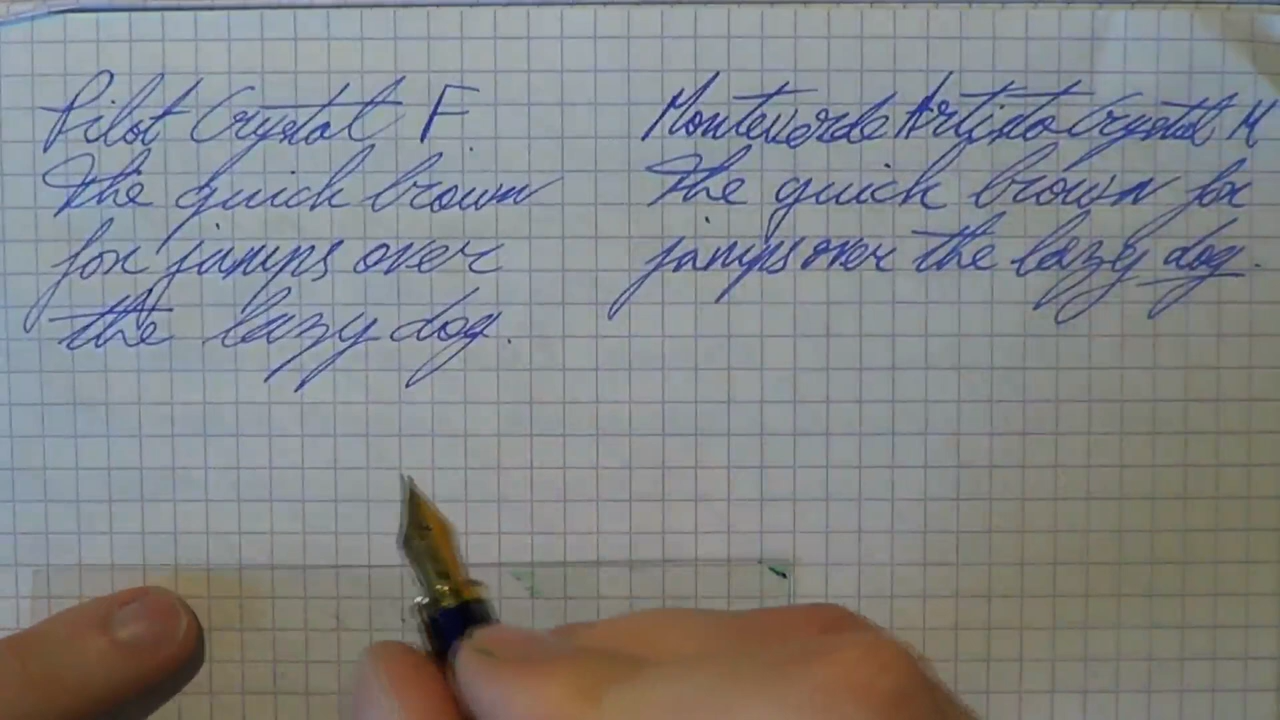 Pilot Crystal F.
The quick brown
fox jumps over
the lazy dog.
Monteverde Artista Crystal M
The quick brown fox
jumps over the lazy dog.